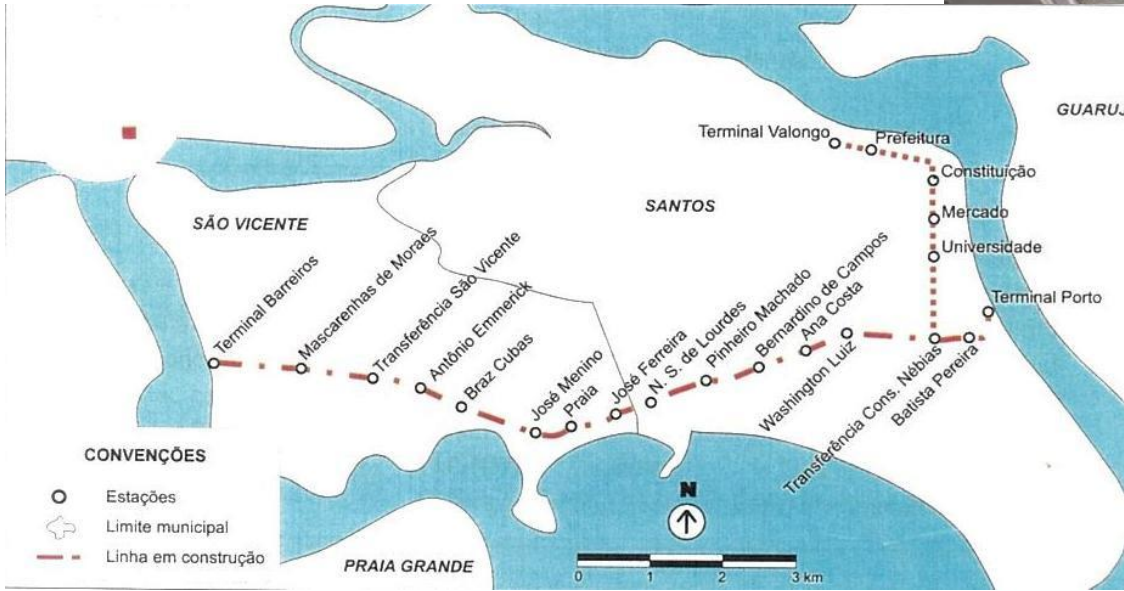 GUARUJ
Terminal Valongo
Prefeitura
Constituição
Mercado
Universidade
Terminal Porto
SÃO VICENTE
SANTOS
Terminal Barreiros
Mascarenhas de Moraes
Transferência São Vicente
Antônio Emmerick
Braz Cubas
José Menino
Praia
José Ferreira
N. S. de Lourdes
Pinheiro Machado
Bernardino de Campos
Ana Costa
Washington Luiz
Transferência Cons. Nébias
Batista Pereira
CONVENÇÕES
Estações
Limite municipal
Linha em construção
PRAIA GRANDE
N
0 1 2 3 km